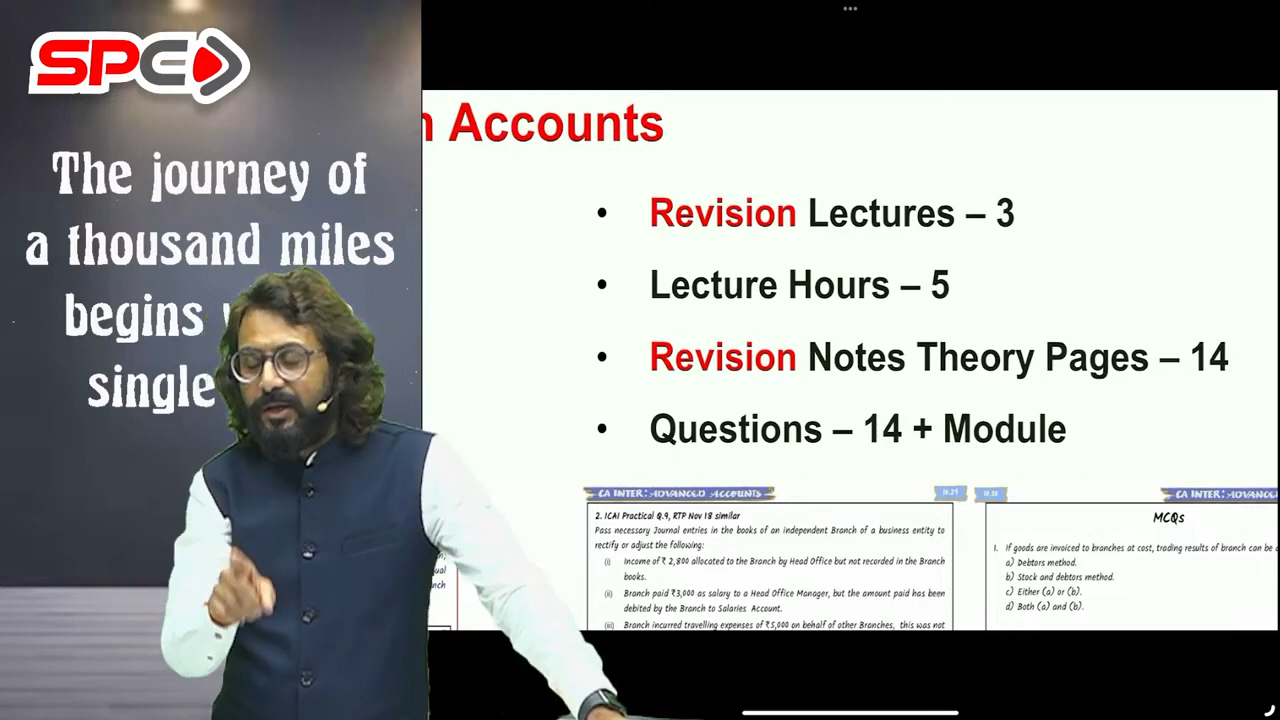 SPE
The journey of
a thousand miles
begins
single
Accounts
• Revision Lectures – 3
• Lecture Hours – 5
• Revision Notes Theory Pages – 14
• Questions – 14 + Module
CA INTER: ADVANCED ACCOUNTS
2. ICAI Practical Q.9, RTP Nov 18 similar
Pass necessary Journal entries in the books of an independent Branch of a business entity to
rectify or adjust the following:
(i) Income of ₹ 2,800 allocated to the Branch by Head Office but not recorded in the Branch
books.
(ii) Branch paid ₹3,000 as salary to a Head Office Manager, but the amount paid has been
debited by the Branch to Salaries Account.
(iii) Branch incurred travelling expenses of ₹5,000 on behalf of other Branches, this was not
CA INTER: ADVANCE
MCQs
1. If goods are invoiced to branches at cost, trading results of branch can be
a) Debtors method.
b) Stock and debtors method.
c) Either (a) or (b).
d) Both (a) and (b).